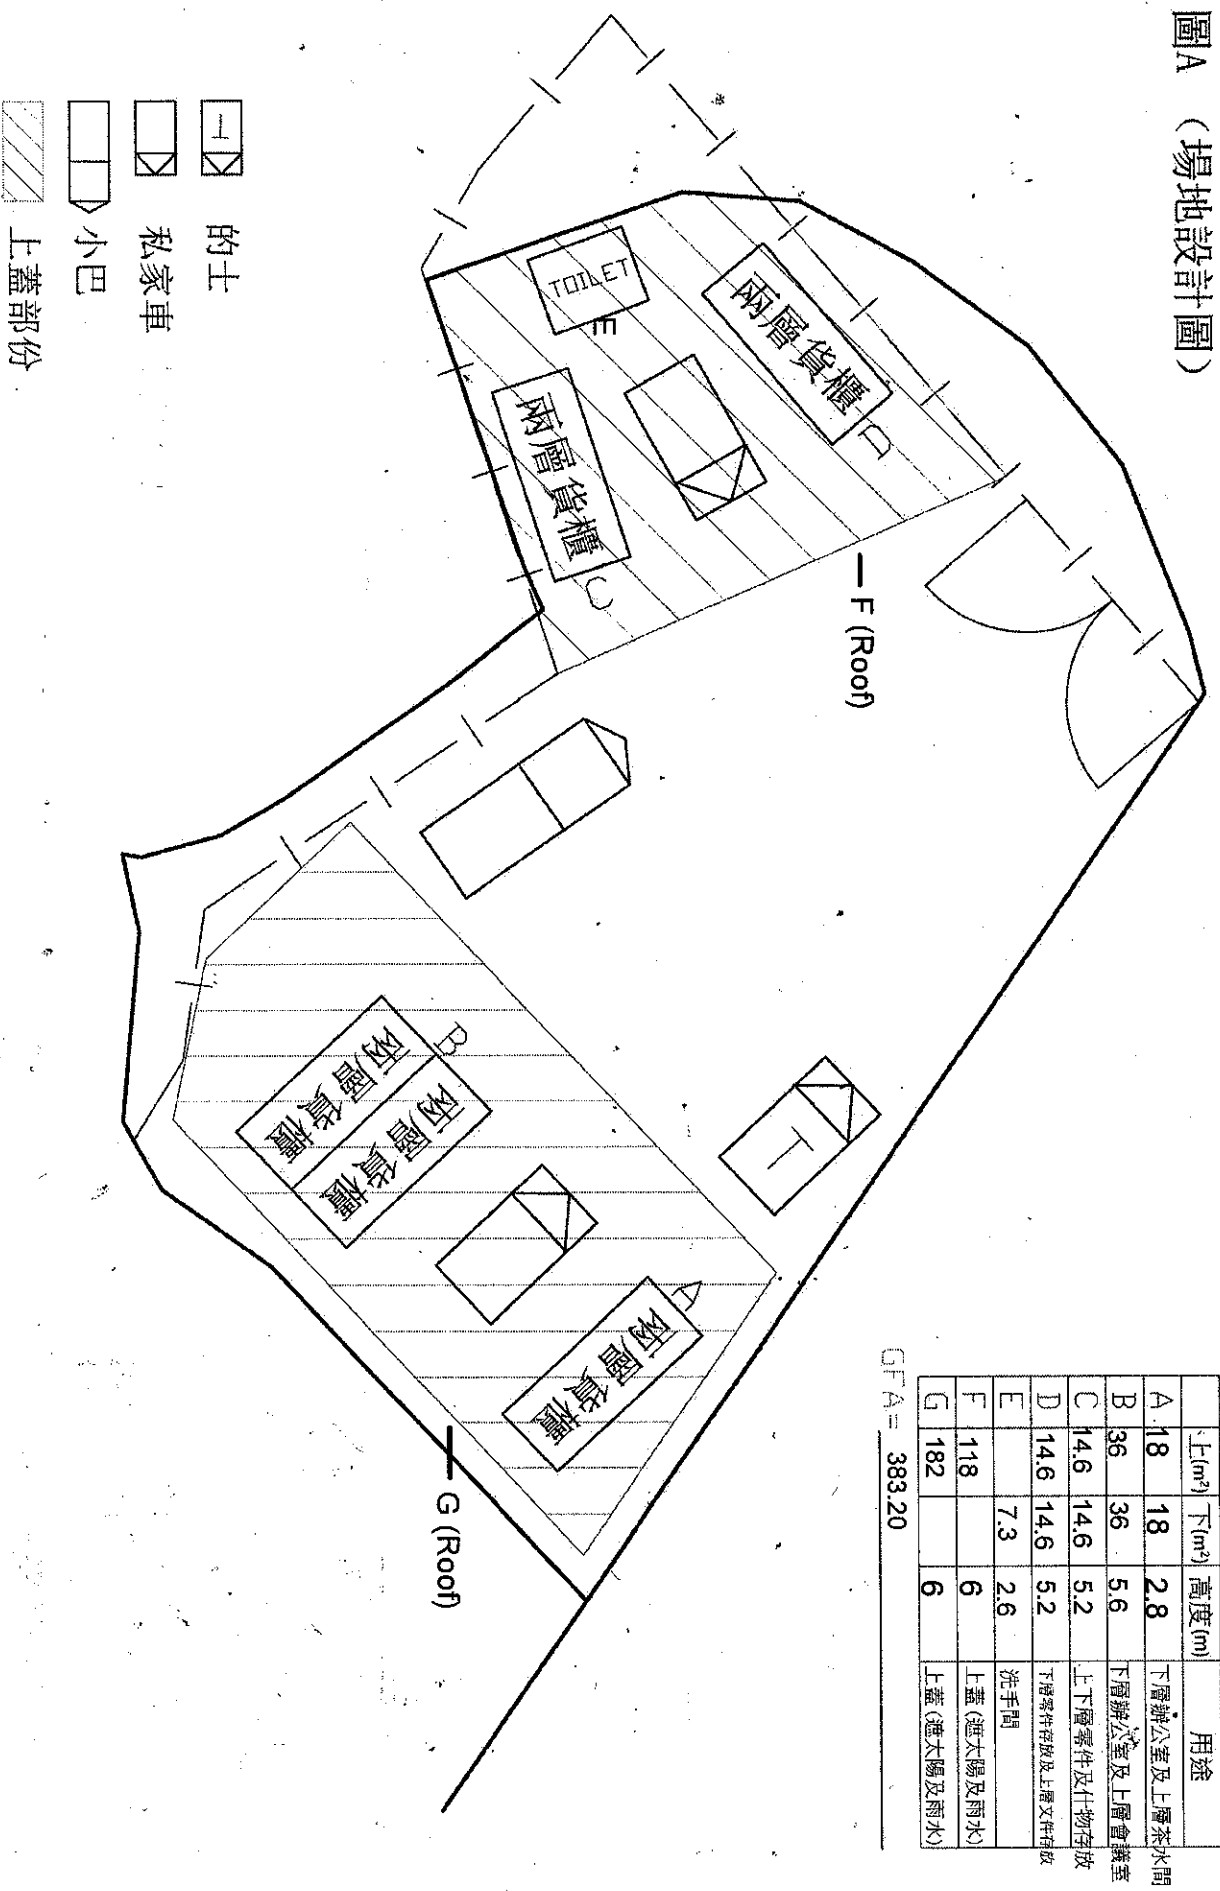 圖A (場地設計圖)
上(m²) 下(m²) 高度(m) 用途
A 18 18 2.8 下層辦公室及上層茶水間
B 36 36 5.6 下層辦公室及上層會議室
C 14.6 14.6 5.2 上下層零件及什物存放
D 14.6 14.6 5.2 下層零件存放及上層文件存放
E 7.3 2.6 洗手間
F 118 6 上蓋(遮太陽及雨水)
G 182 6 上蓋(遮太陽及雨水)
GFA= 383.20
兩層貨櫃
D
TOILET
E
兩層貨櫃
C
F (Roof)
T
B
兩層貨櫃
兩層貨櫃
A
兩層貨櫃
G (Roof)
T 的士
私家車
小巴
上蓋部份